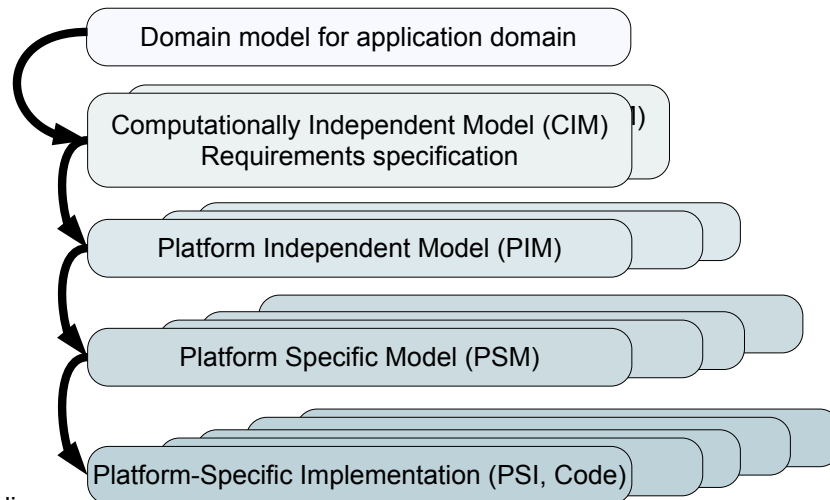 Domain model for application domain
Computationally Independent Model (CIM)
Requirements specification
Platform Independent Model (PIM)
Platform Specific Model (PSM)
Platform-Specific Implementation (PSI, Code)